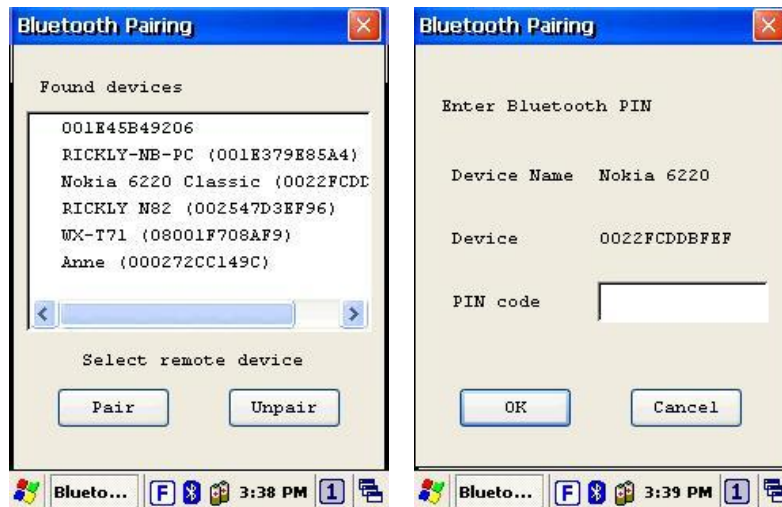 Bluetooth Pairing
Found devices
001E45B49206
RICKLY-NB-PC (001E379E85A4)
Nokia 6220 Classic (0022FCDD
RICKLY N82 (002547D3EF96)
WX-T71 (08001F708AF9)
Anne (000272CC149C)
Select remote device
Pair Unpair
Blueto... F 3:38 PM 1
Bluetooth Pairing
Enter Bluetooth PIN
Device Name Nokia 6220
Device 0022FCDDBFEF
PIN code
OK Cancel
Blueto... F 3:39 PM 1